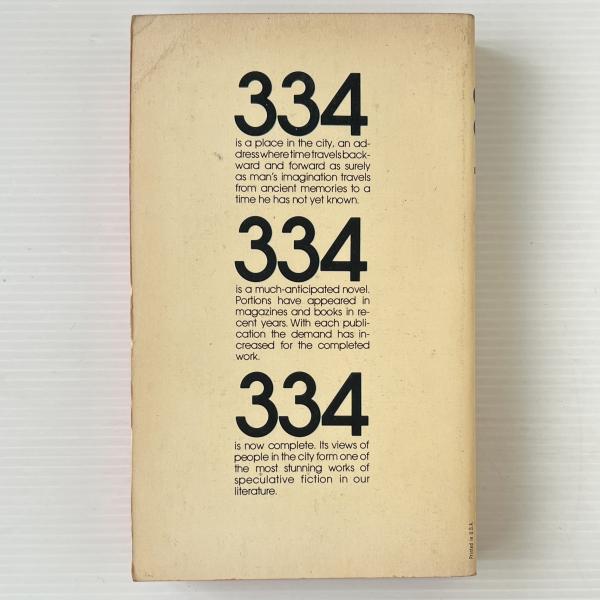 334
is a place in the city, an ad-
dress where time travels back-
ward and forward as surely
as man's imagination travels
from ancient memories to a
time he has not yet known.
334
is a much-anticipated novel.
Portions have appeared in
magazines and books in re-
cent years. With each publi-
cation the demand has in-
creased for the completed
work.
334
is now complete. Its views of
people in the city form one of
the most stunning works of
speculative fiction in our
literature.
Printed in U.S.A.